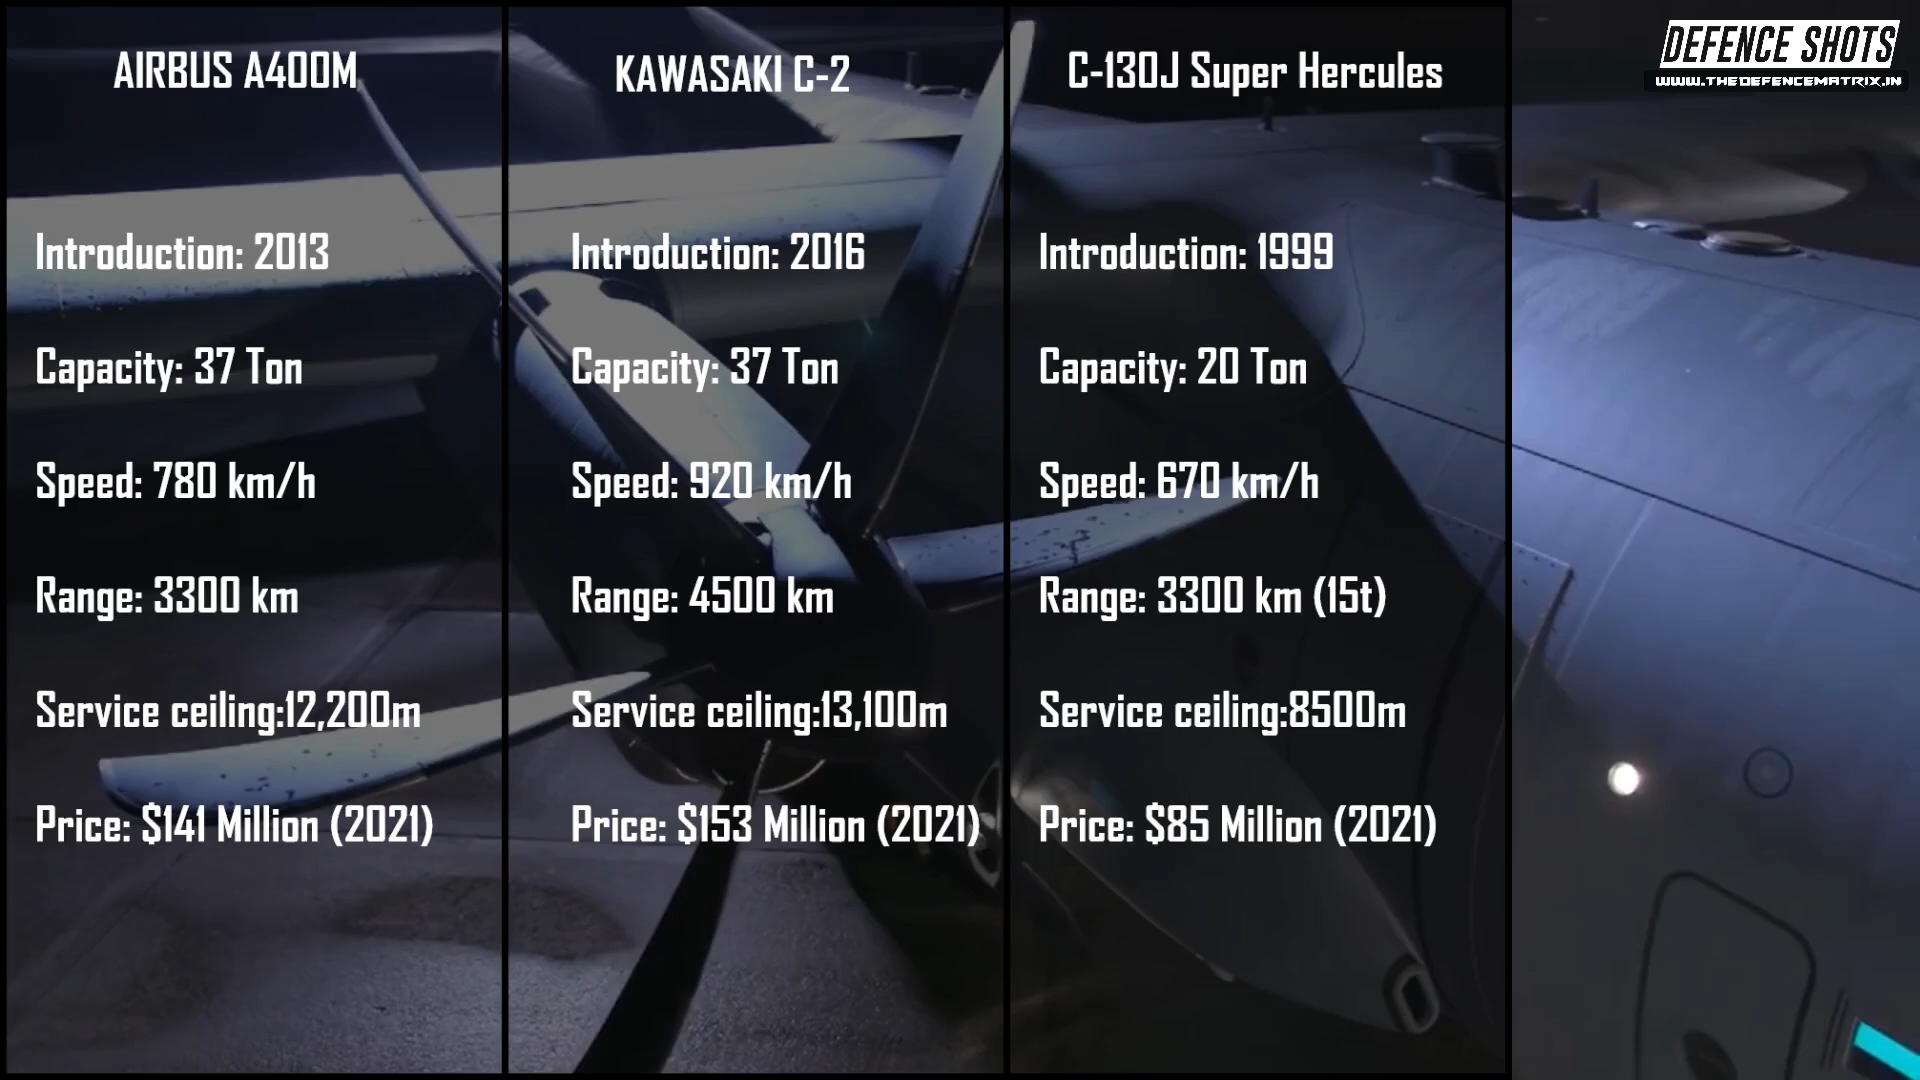 DEFENCE SHOTS
WWW.THEDEFENCEMATRIX.IN
AIRBUS A400M
Introduction: 2013
Capacity: 37 Ton
Speed: 780 km/h
Range: 3300 km
Service ceiling:12,200m
Price: $141 Million (2021)
KAWASAKI C-2
Introduction: 2016
Capacity: 37 Ton
Speed: 920 km/h
Range: 4500 km
Service ceiling:13,100m
Price: $153 Million (2021)
C-130J Super Hercules
Introduction: 1999
Capacity: 20 Ton
Speed: 670 km/h
Range: 3300 km (15t)
Service ceiling:8500m
Price: $85 Million (2021)